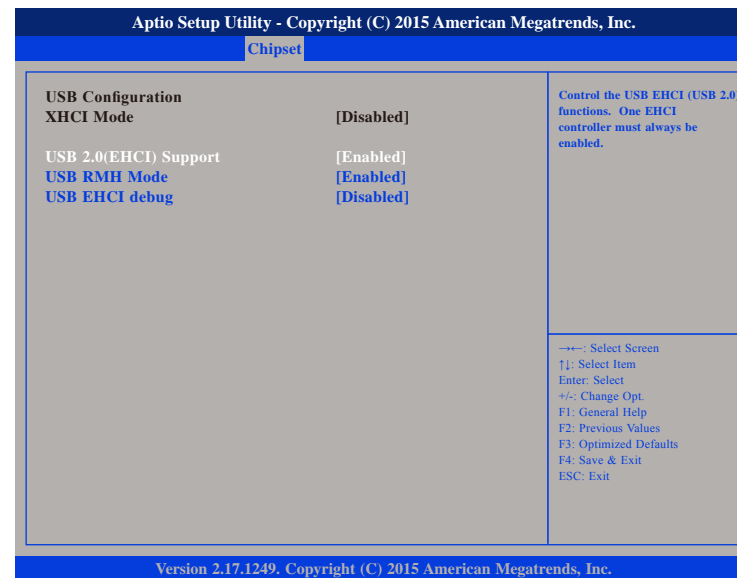 Aptio Setup Utility - Copyright (C) 2015 American Megatrends, Inc.
Chipset
USB Configuration
XHCI Mode [Disabled]
USB 2.0(EHCI) Support [Enabled]
USB RMH Mode [Enabled]
USB EHCI debug [Disabled]
Control the USB EHCI (USB 2.0)
functions. One EHCI
controller must always be
enabled.
→←: Select Screen
↑↓: Select Item
Enter: Select
+/-: Change Opt.
F1: General Help
F2: Previous Values
F3: Optimized Defaults
F4: Save & Exit
ESC: Exit
Version 2.17.1249. Copyright (C) 2015 American Megatrends, Inc.